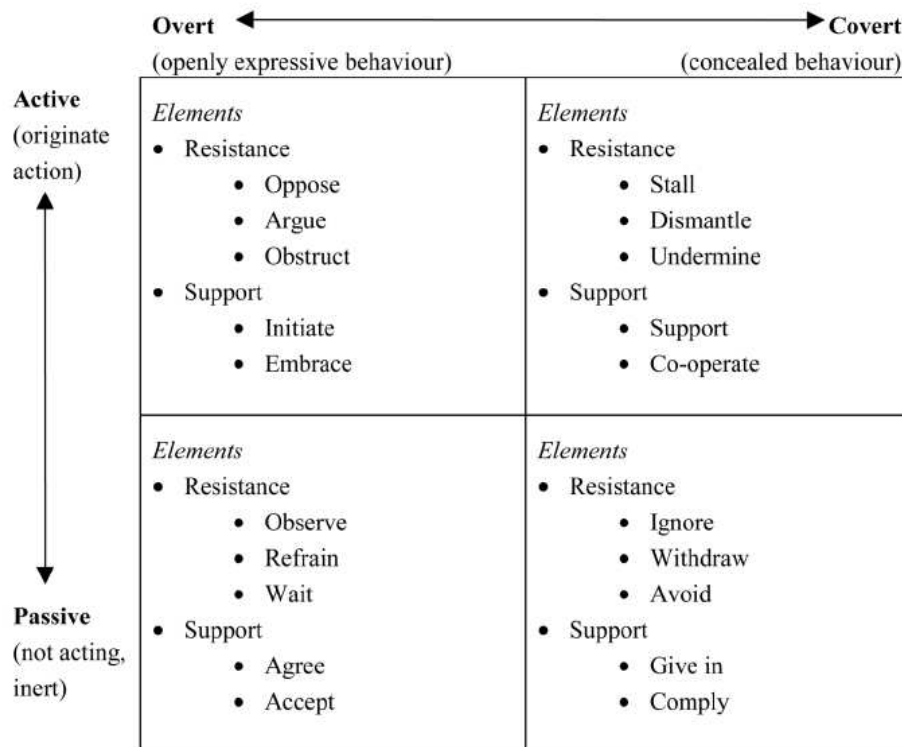 Overt
Covert
(openly expressive behaviour)
(concealed behaviour)
Active
(originate
action)
Elements
• Resistance
• Oppose
• Argue
• Obstruct
• Support
• Initiate
• Embrace
Elements
• Resistance
• Stall
• Dismantle
• Undermine
• Support
• Support
• Co-operate
Passive
(not acting,
inert)
Elements
• Resistance
• Observe
• Refrain
• Wait
• Support
• Agree
• Accept
Elements
• Resistance
• Ignore
• Withdraw
• Avoid
• Support
• Give in
• Comply